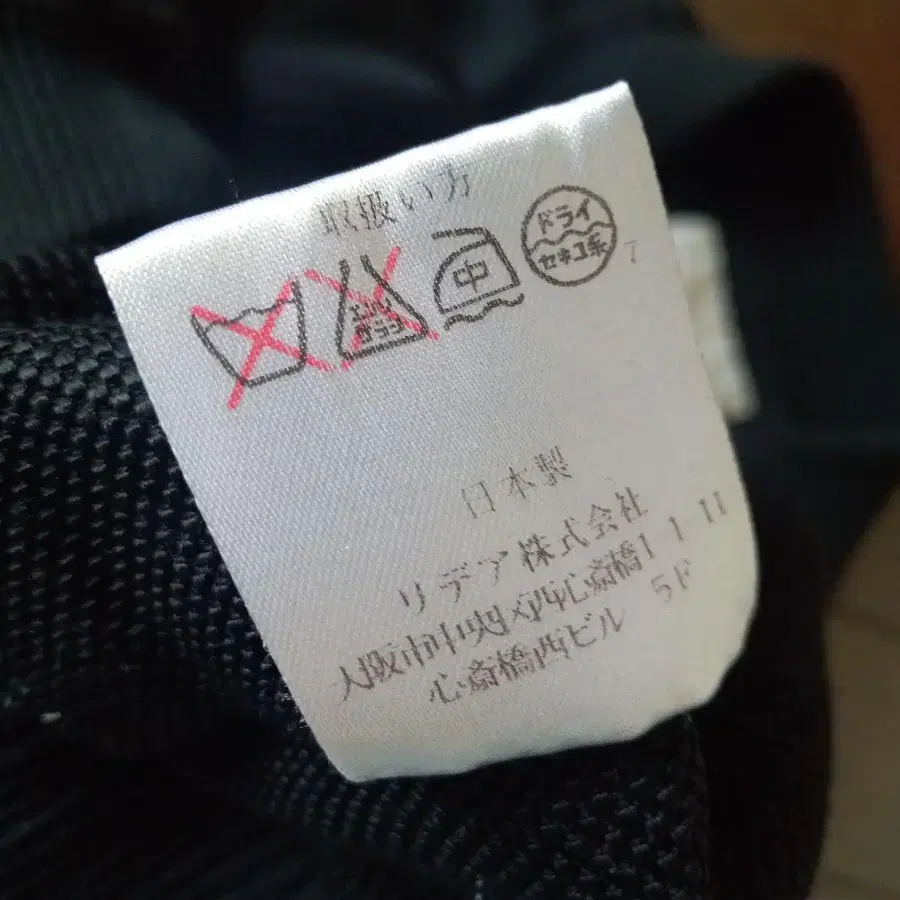 取扱い方
エンソ
サラシ
中
ドライ
セキユ系
7
日本製
リデア株式会社
大阪市中央区西心斎橋1 1 11
心斎橋西ビル 5F